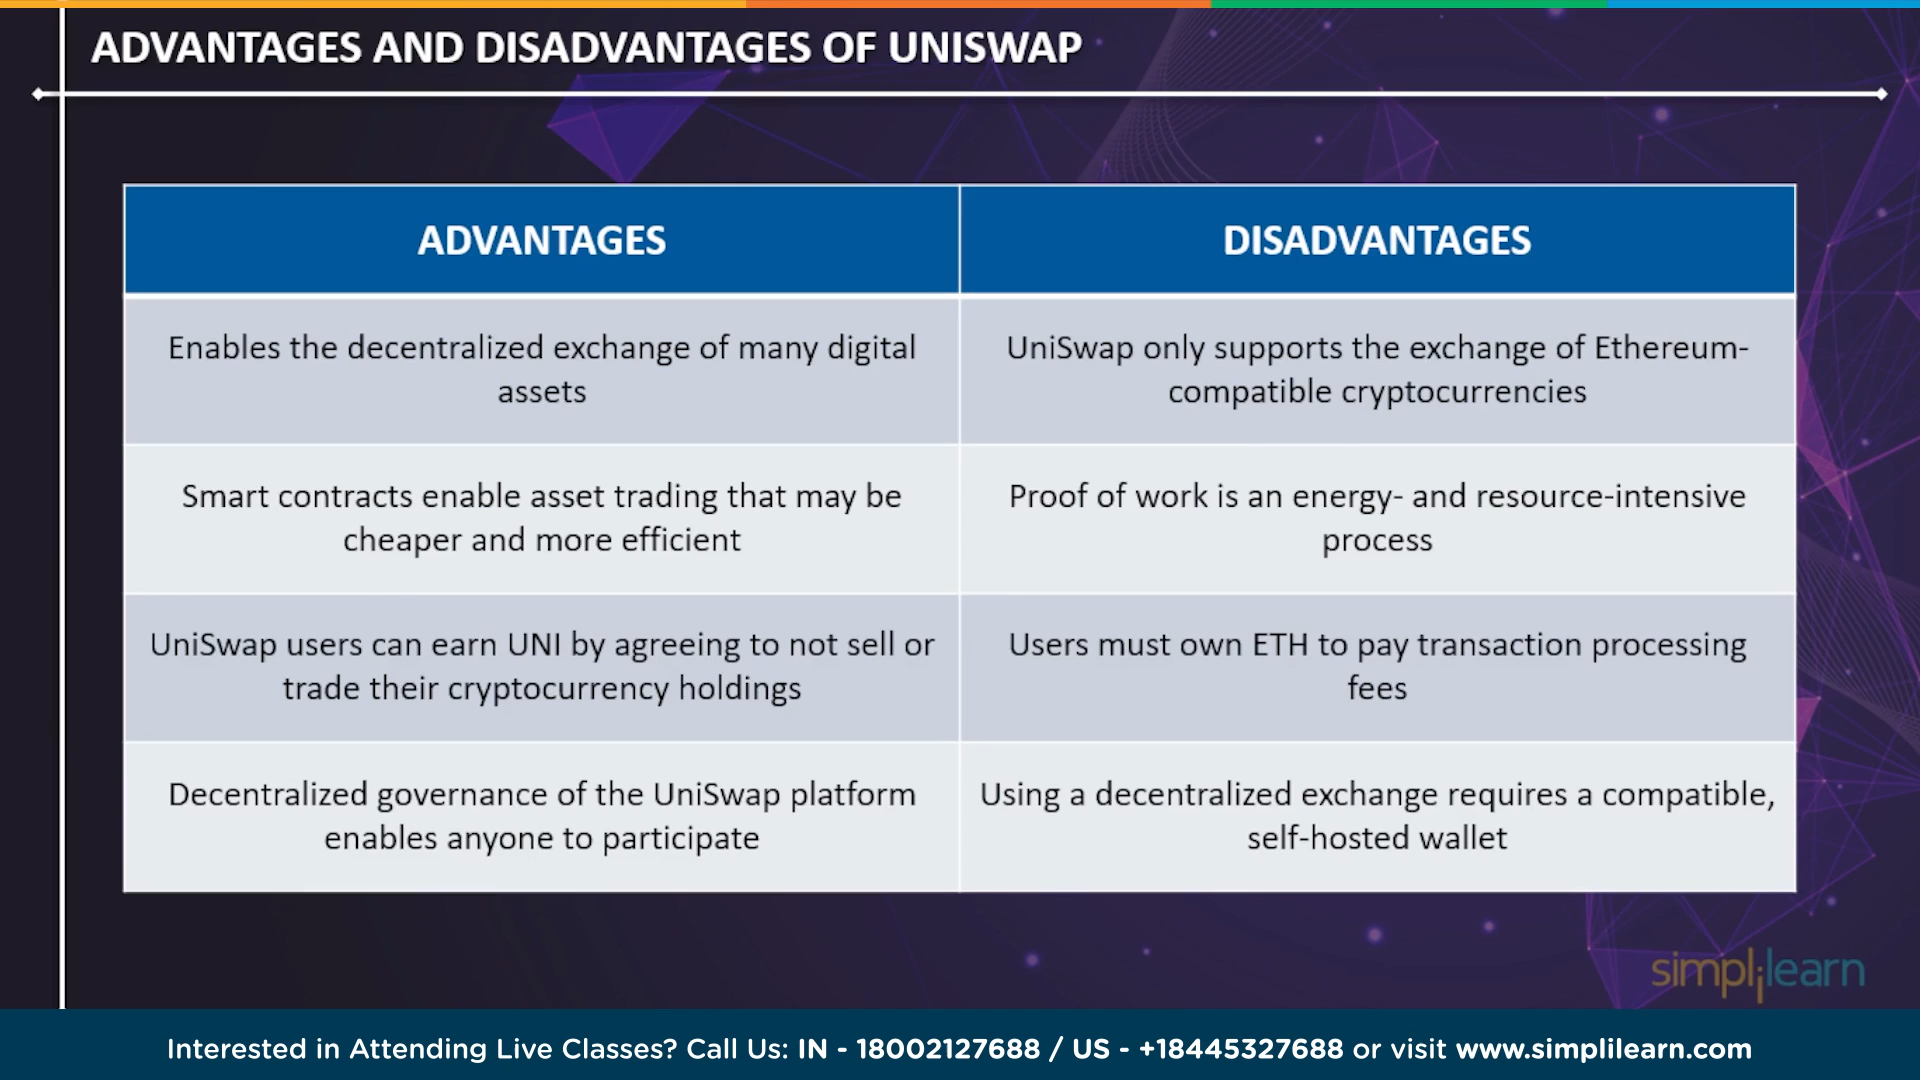 ADVANTAGES AND DISADVANTAGES OF UNISWAP
ADVANTAGES
DISADVANTAGES
Enables the decentralized exchange of many digital
assets
UniSwap only supports the exchange of Ethereum-
compatible cryptocurrencies
Smart contracts enable asset trading that may be
cheaper and more efficient
Proof of work is an energy- and resource-intensive
process
UniSwap users can earn UNI by agreeing to not sell or
trade their cryptocurrency holdings
Users must own ETH to pay transaction processing
fees
Decentralized governance of the UniSwap platform
enables anyone to participate
Using a decentralized exchange requires a compatible,
self-hosted wallet
simplilearn
Interested in Attending Live Classes? Call Us: IN - 18002127688 / US - +18445327688 or visit www.simplilearn.com